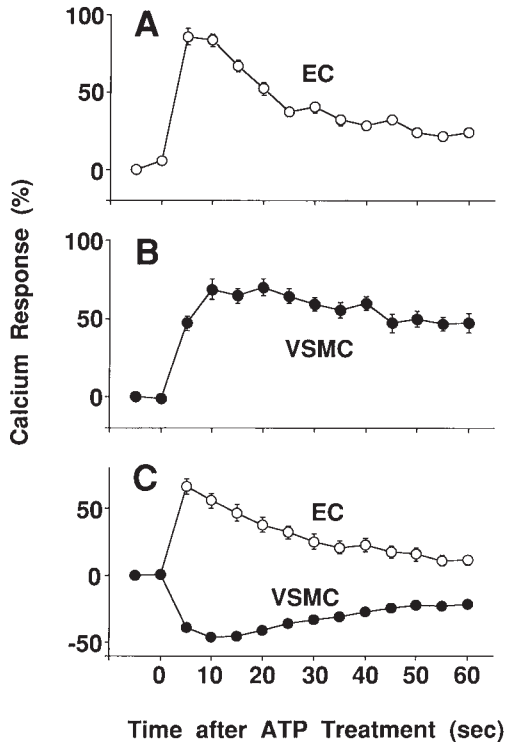 Calcium Response (%)
A
100
50
0
EC
B
100
50
0
VSMC
C
50
0
-50
EC
VSMC
0 10 20 30 40 50 60
Time after ATP Treatment (sec)